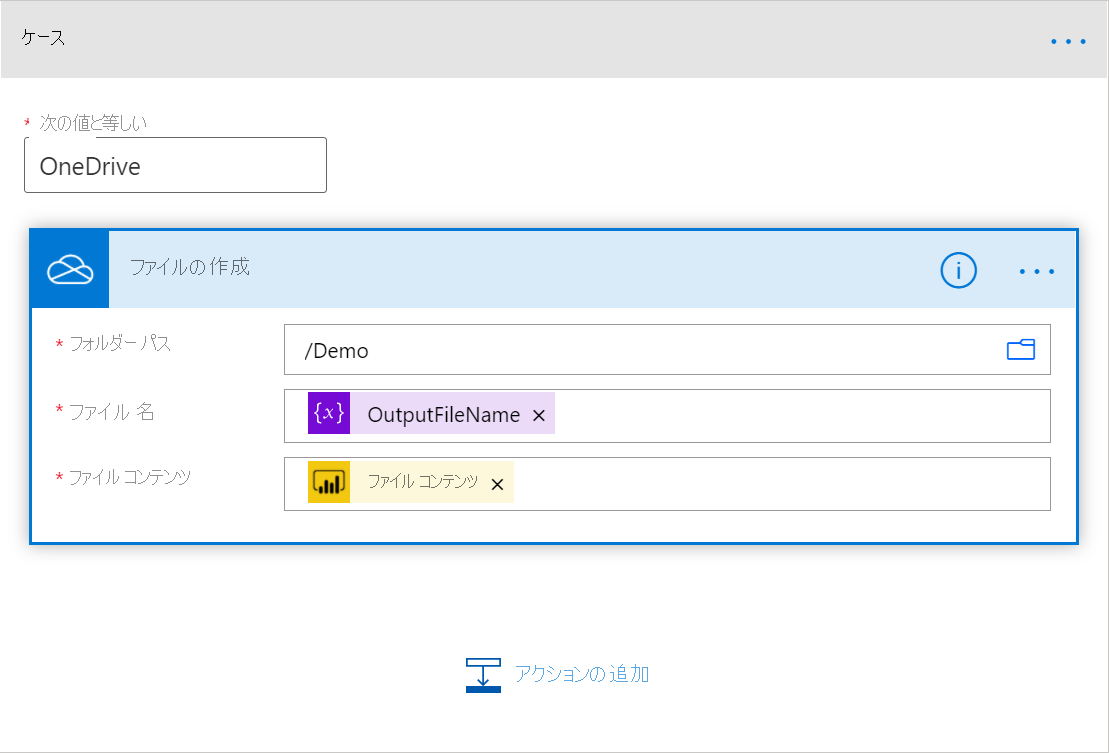 ケース
* 次の値と等しい
OneDrive
ファイルの作成
* フォルダー パス
/Demo
* ファイル 名
{x} OutputFileName ×
* ファイル コンテンツ
ファイル コンテンツ ×
アクションの追加